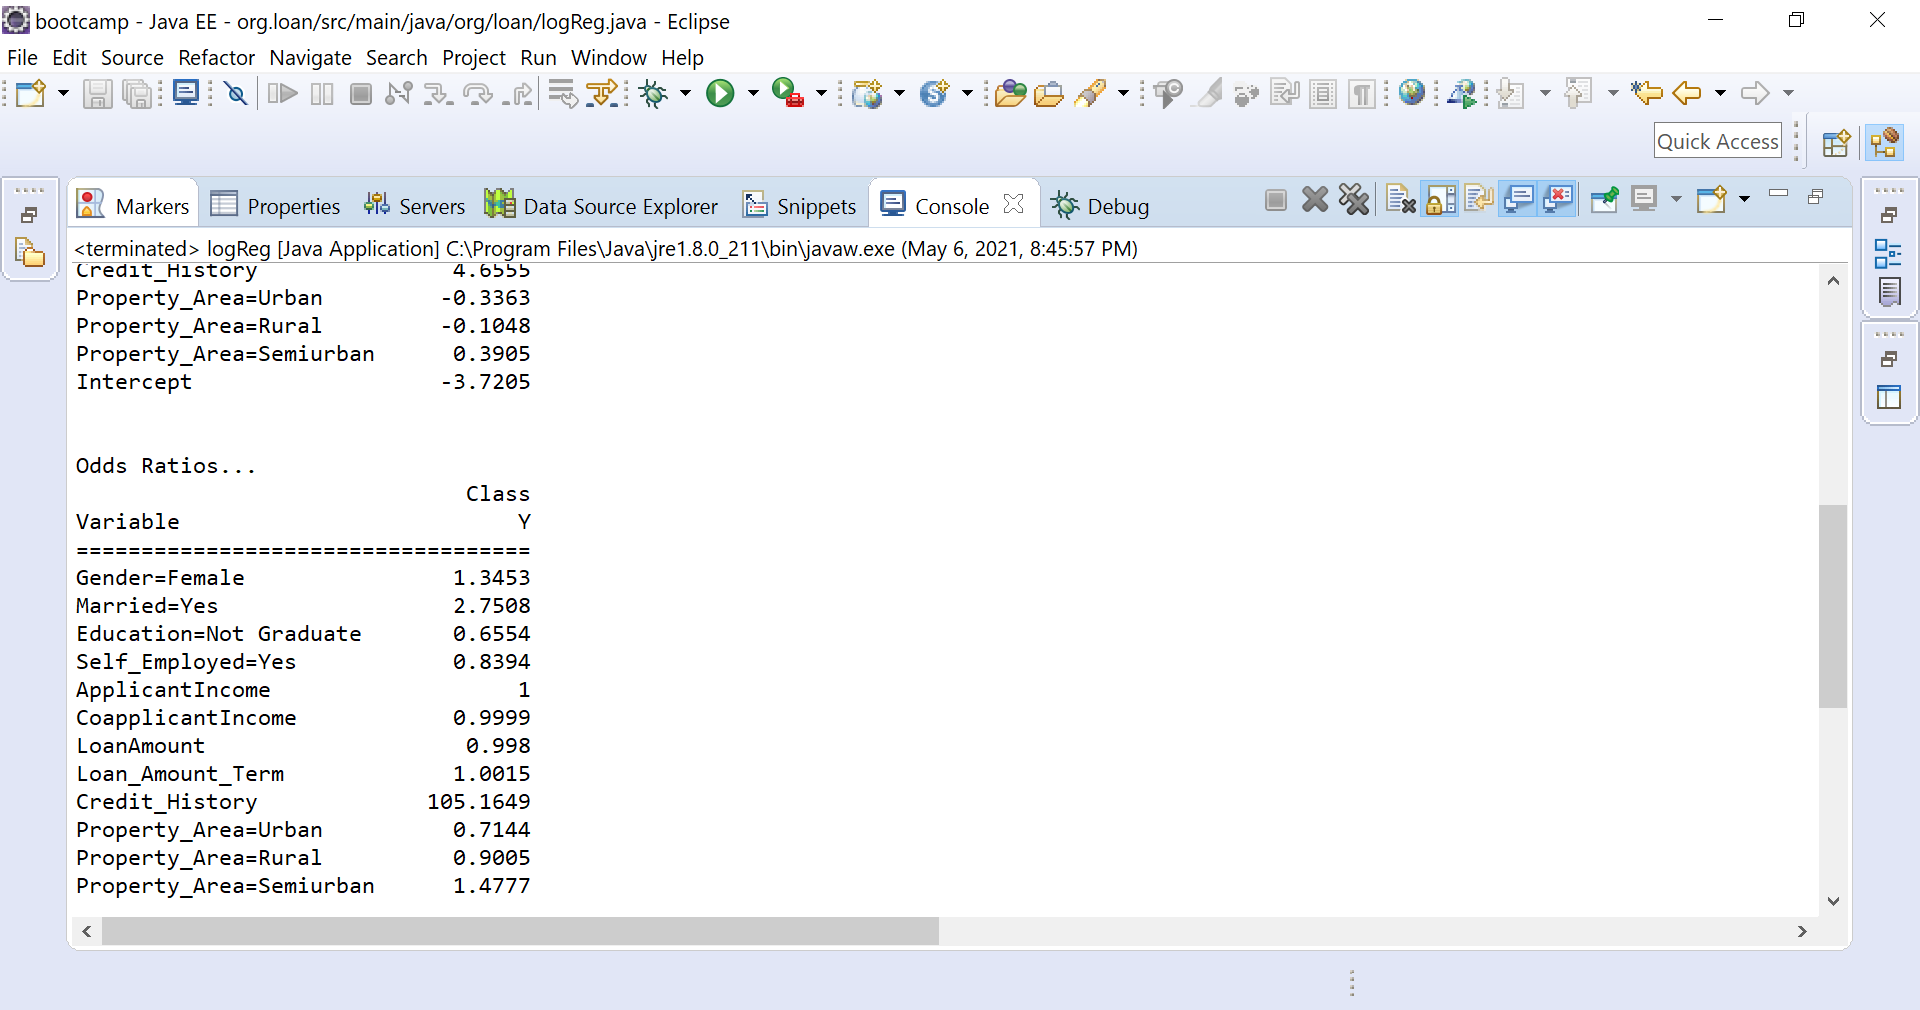 bootcamp - Java EE - org.loan/src/main/java/org/loan/logReg.java - Eclipse
File Edit Source Refactor Navigate Search Project Run Window Help
Quick Access
Markers Properties Servers Data Source Explorer Snippets Console Debug
<terminated> logReg [Java Application] C:\Program Files\Java\jre1.8.0_211\bin\javaw.exe (May 6, 2021, 8:45:57 PM)
Credit_History 4.6555
Property_Area=Urban -0.3363
Property_Area=Rural -0.1048
Property_Area=Semiurban 0.3905
Intercept -3.7205
Odds Ratios...
Class
Variable Y
===================================
Gender=Female 1.3453
Married=Yes 2.7508
Education=Not Graduate 0.6554
Self_Employed=Yes 0.8394
ApplicantIncome 1
CoapplicantIncome 0.9999
LoanAmount 0.998
Loan_Amount_Term 1.0015
Credit_History 105.1649
Property_Area=Urban 0.7144
Property_Area=Rural 0.9005
Property_Area=Semiurban 1.4777